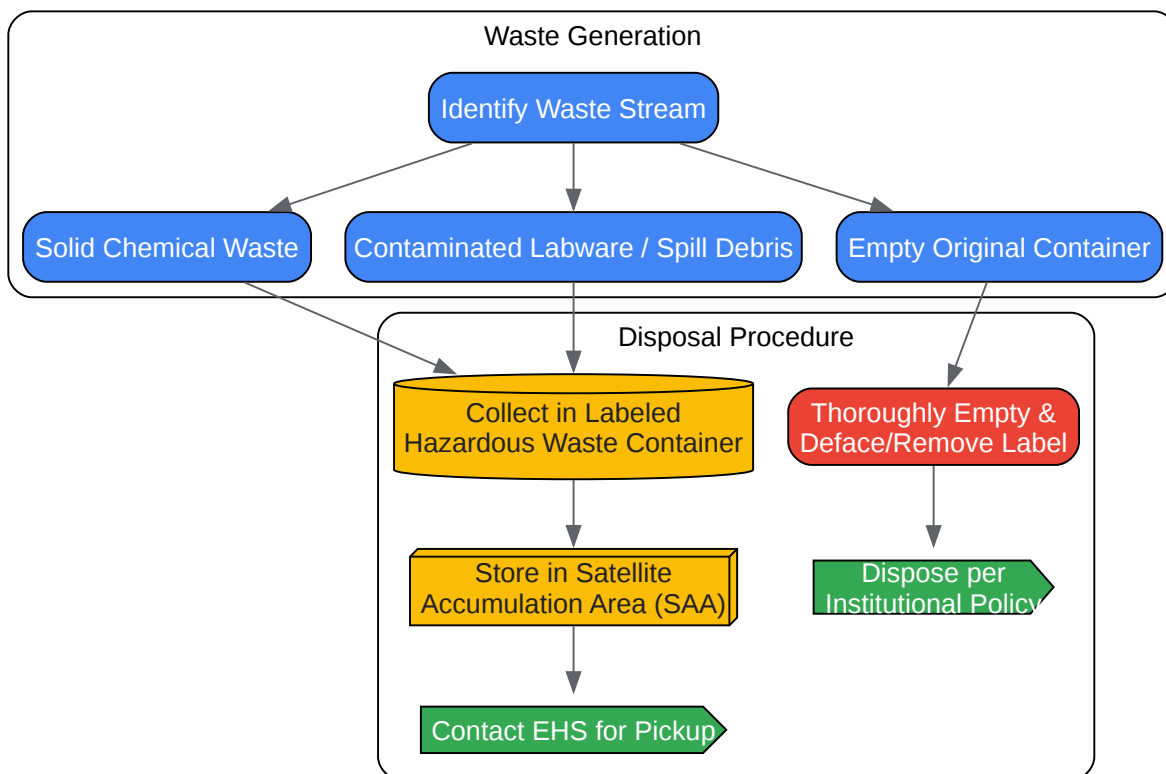 Waste Generation
Identify Waste Stream
Solid Chemical Waste
Contaminated Labware / Spill Debris
Empty Original Container
Disposal Procedure
Collect in Labeled
Hazardous Waste Container
Thoroughly Empty &
Deface/Remove Label
Store in Satellite
Accumulation Area (SAA)
Dispose per
Institutional Policy
Contact EHS for Pickup